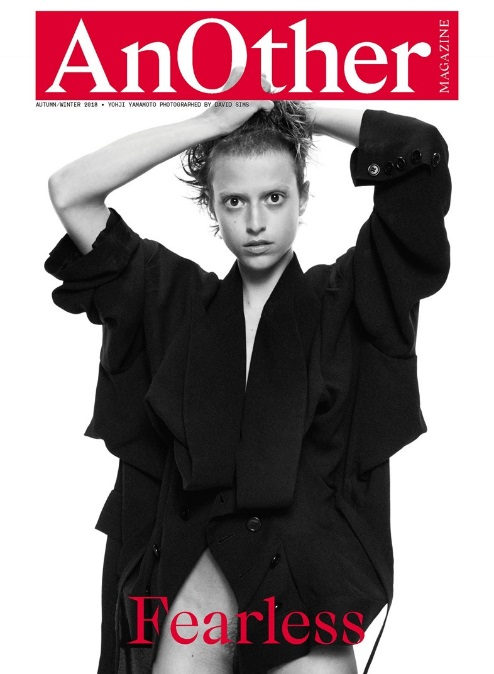 AnOther
MAGAZINE
AUTUMN/WINTER 2018 • YOHJI YAMAMOTO PHOTOGRAPHED BY DAVID SIMS
Fearless